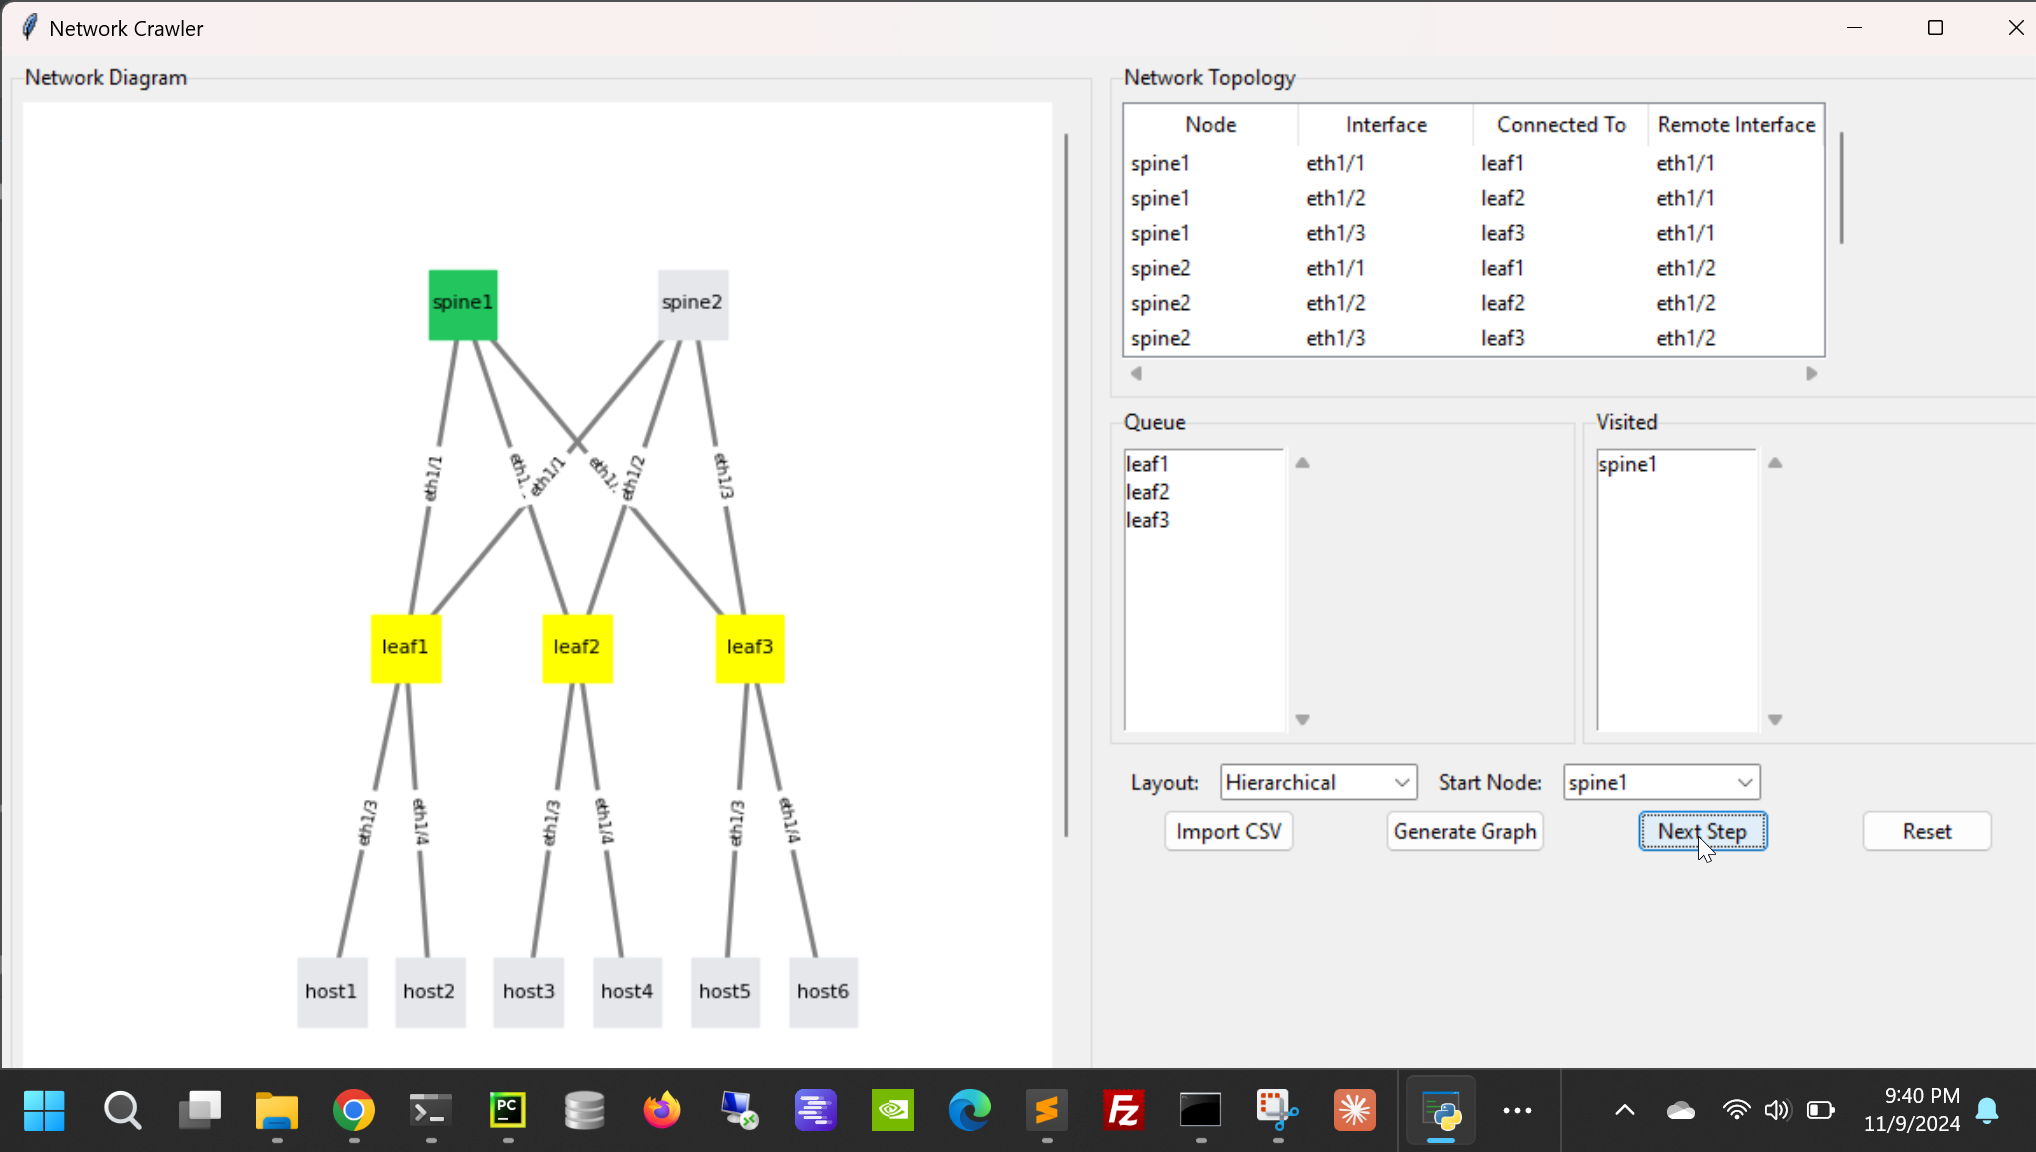 Network Crawler
Network Diagram
spine1 spine2
eth1/1 eth1/1 eth1/2 eth1/3
leaf1 leaf2 leaf3
eth1/3 eth1/4 eth1/3 eth1/4 eth1/3 eth1/4
host1 host2 host3 host4 host5 host6
Network Topology
Node Interface Connected To Remote Interface
spine1 eth1/1 leaf1 eth1/1
spine1 eth1/2 leaf2 eth1/1
spine1 eth1/3 leaf3 eth1/1
spine2 eth1/1 leaf1 eth1/2
spine2 eth1/2 leaf2 eth1/2
spine2 eth1/3 leaf3 eth1/2
Queue
leaf1
leaf2
leaf3
Visited
spine1
Layout: Hierarchical Start Node: spine1
Import CSV Generate Graph Next Step Reset
PC
Fz
9:40 PM
11/9/2024